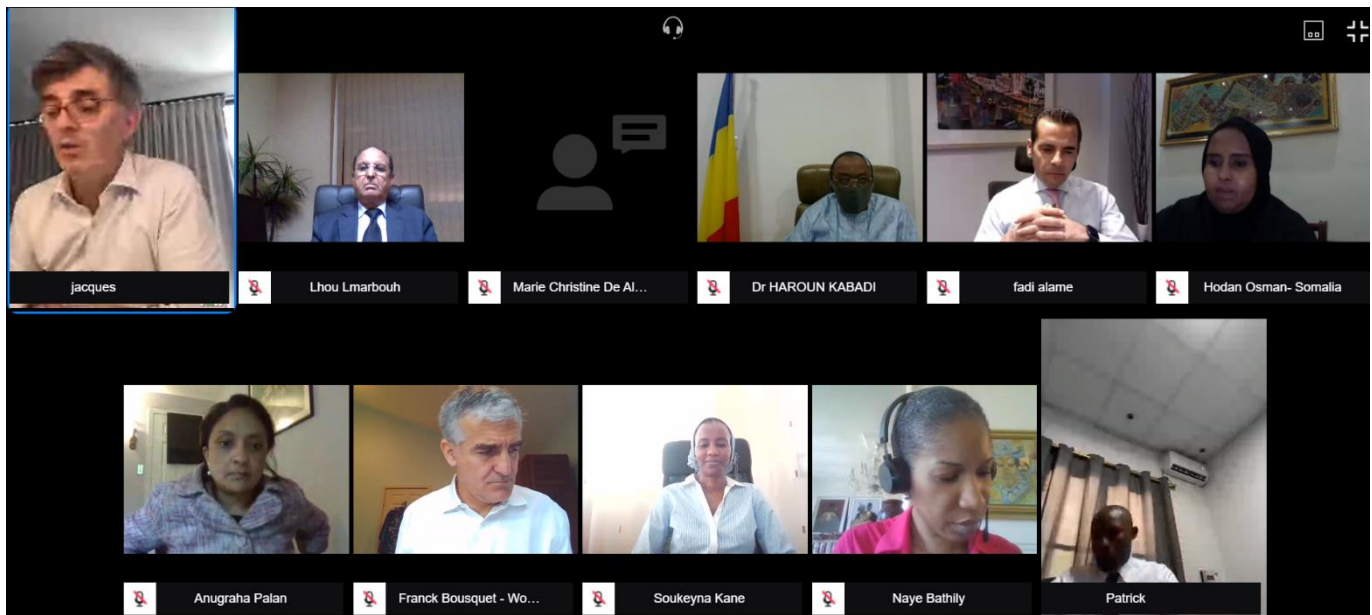 jacques
Lhou Lmarbouh
Marie Christine De Al...
Dr HAROUN KABADI
fadi alame
Hodan Osman- Somalia
Anugraha Palan
Franck Bousquet - Wo...
Soukeyna Kane
Naye Bathily
Patrick